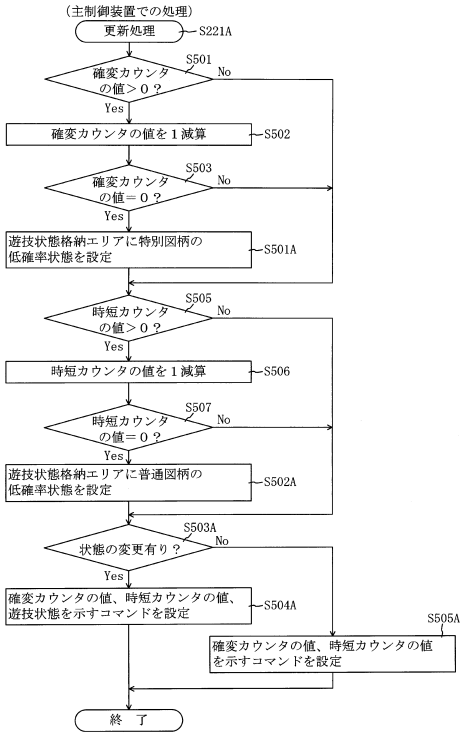 (主制御装置での処理)
更新処理
S221A
S501
確変カウンタ
の値>0?
No
Yes
確変カウンタの値を1減算
S502
S503
確変カウンタ
の値=0?
No
Yes
遊技状態格納エリアに特別図柄の
低確率状態を設定
S501A
S505
時短カウンタ
の値>0?
No
Yes
時短カウンタの値を1減算
S506
S507
時短カウンタ
の値=0?
No
Yes
遊技状態格納エリアに普通図柄の
低確率状態を設定
S502A
S503A
状態の変更有り?
No
Yes
確変カウンタの値、時短カウンタの値、
遊技状態を示すコマンドを設定
S504A
S505A
確変カウンタの値、時短カウンタの値
を示すコマンドを設定
終 了